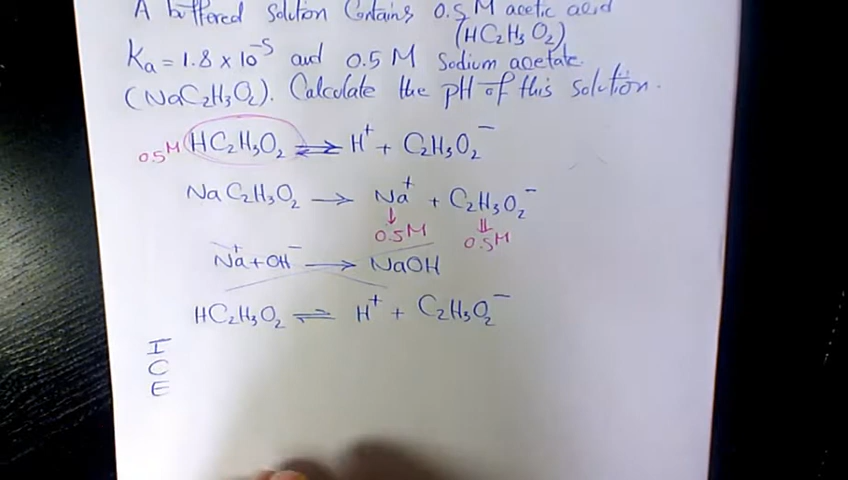 A buffered solution contains 0.5 M acetic acid
(HC₂H₃O₂)
Ka = 1.8 × 10⁻⁵ and 0.5 M Sodium acetate.
(NaC₂H₃O₂). Calculate the pH of this solution.
0.5M HC₂H₃O₂ ⇌ H⁺ + C₂H₃O₂⁻
NaC₂H₃O₂ → Na⁺ + C₂H₃O₂⁻
↓ ⇓
0.5M 0.5M
Na⁺ + OH⁻ → NaOH
HC₂H₃O₂ ⇌ H⁺ + C₂H₃O₂⁻
I
C
E